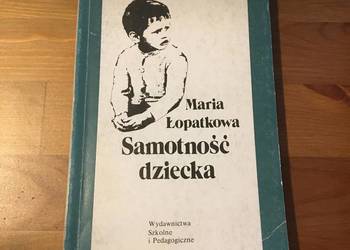 Maria
Łopatkowa
Samotność
dziecka
Wydawnictwa
Szkolne
i Pedagogiczne